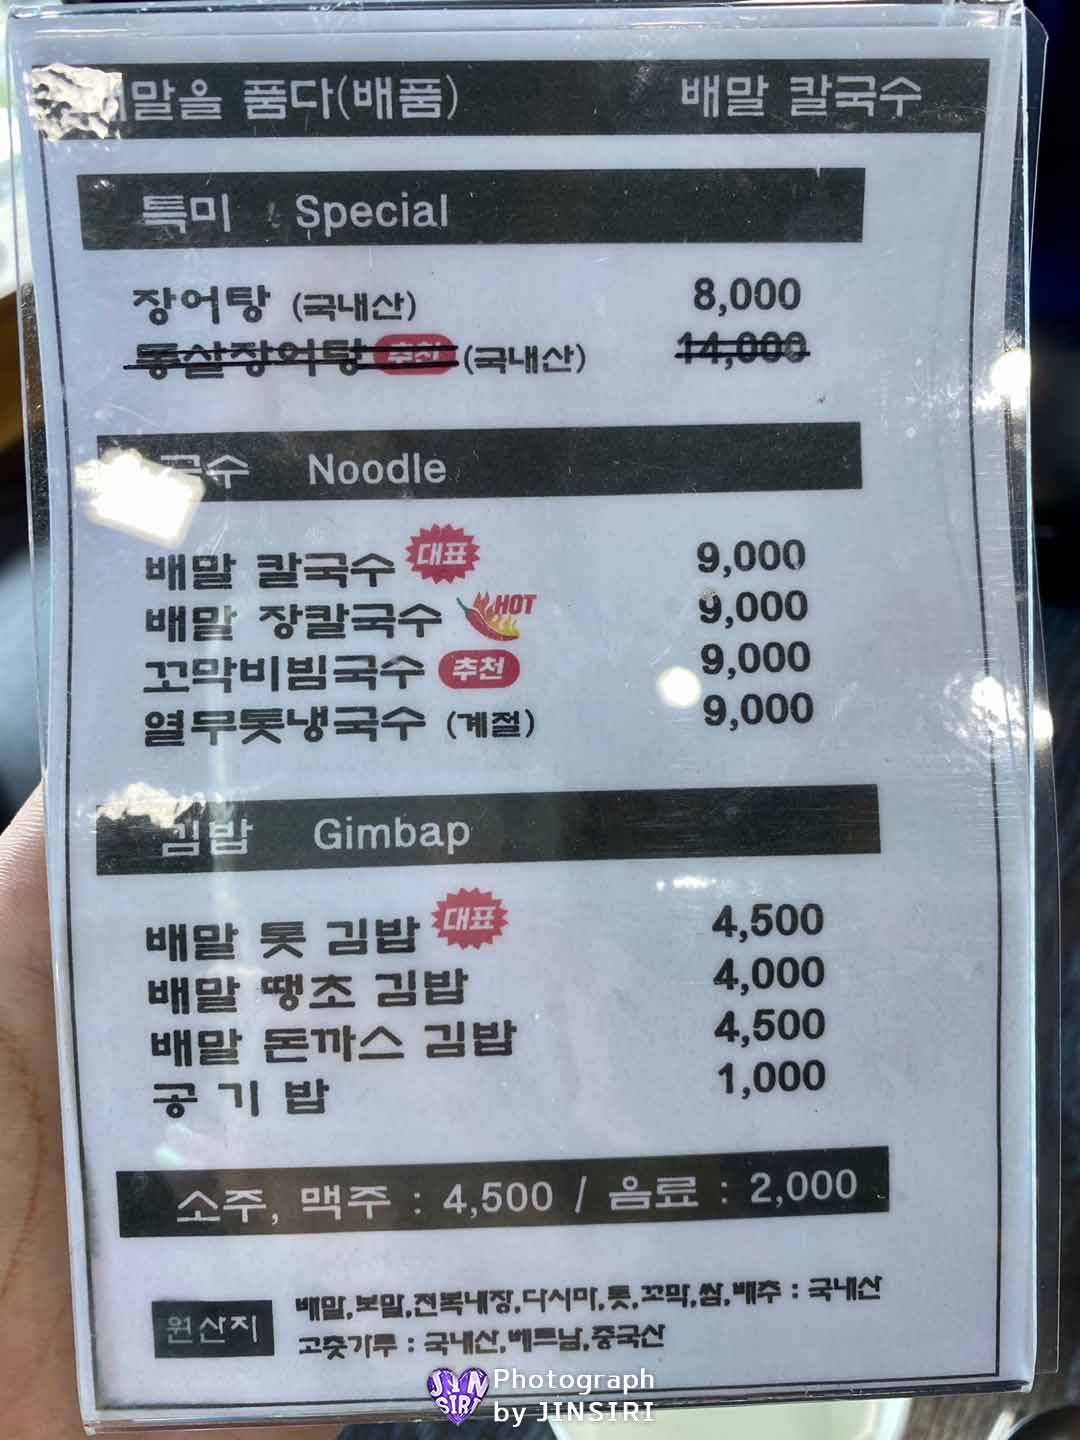 배말을 품다(배품) 배말 칼국수
특미 Special
장어탕 (국내산) 8,000
통살장어탕 추천 (국내산) 14,000
국수 Noodle
배말 칼국수 대표 9,000
배말 장칼국수 HOT 9,000
꼬막비빔국수 추천 9,000
열무톳냉국수 (계절) 9,000
김밥 Gimbap
배말 톳 김밥 대표 4,500
배말 땡초 김밥 4,000
배말 돈까스 김밥 4,500
공기밥 1,000
소주, 맥주 : 4,500 / 음료 : 2,000
원산지 배말,보말,전복내장,다시마,톳,꼬막,쌀,배추 : 국내산
고춧가루 : 국내산,베트남,중국산
JIN SIRI Photograph
by JINSIRI